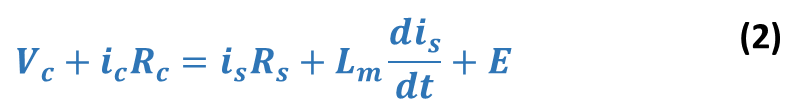 V_c + i_c R_c = i_s R_s + L_m \frac{di_s}{dt} + E (2)